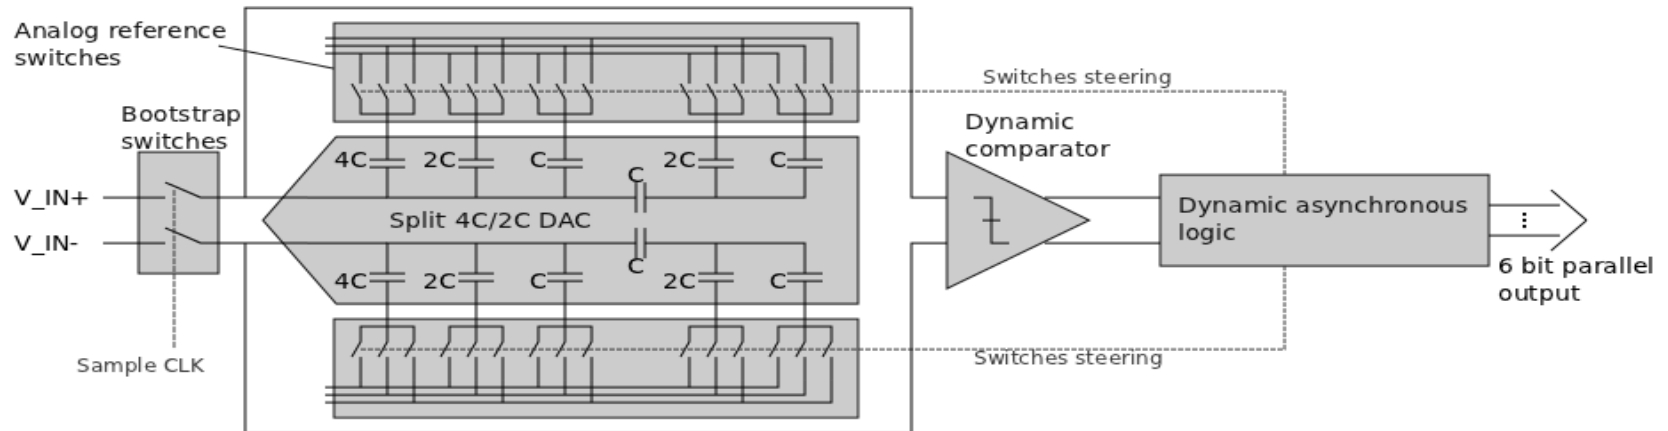 Analog reference
switches
Switches steering
Bootstrap
switches
Dynamic
comparator
4C 2C C 2C C
C
V_IN+
Split 4C/2C DAC
Dynamic asynchronous
logic
⋮
V_IN-
C
4C 2C C 2C C
6 bit parallel
output
Sample CLK
Switches steering